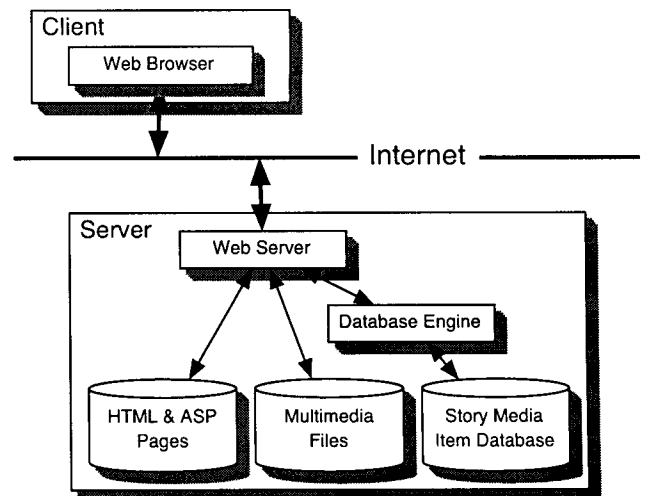 Client
Web Browser
Internet
Server
Web Server
Database Engine
HTML & ASP
Pages
Multimedia
Files
Story Media
Item Database